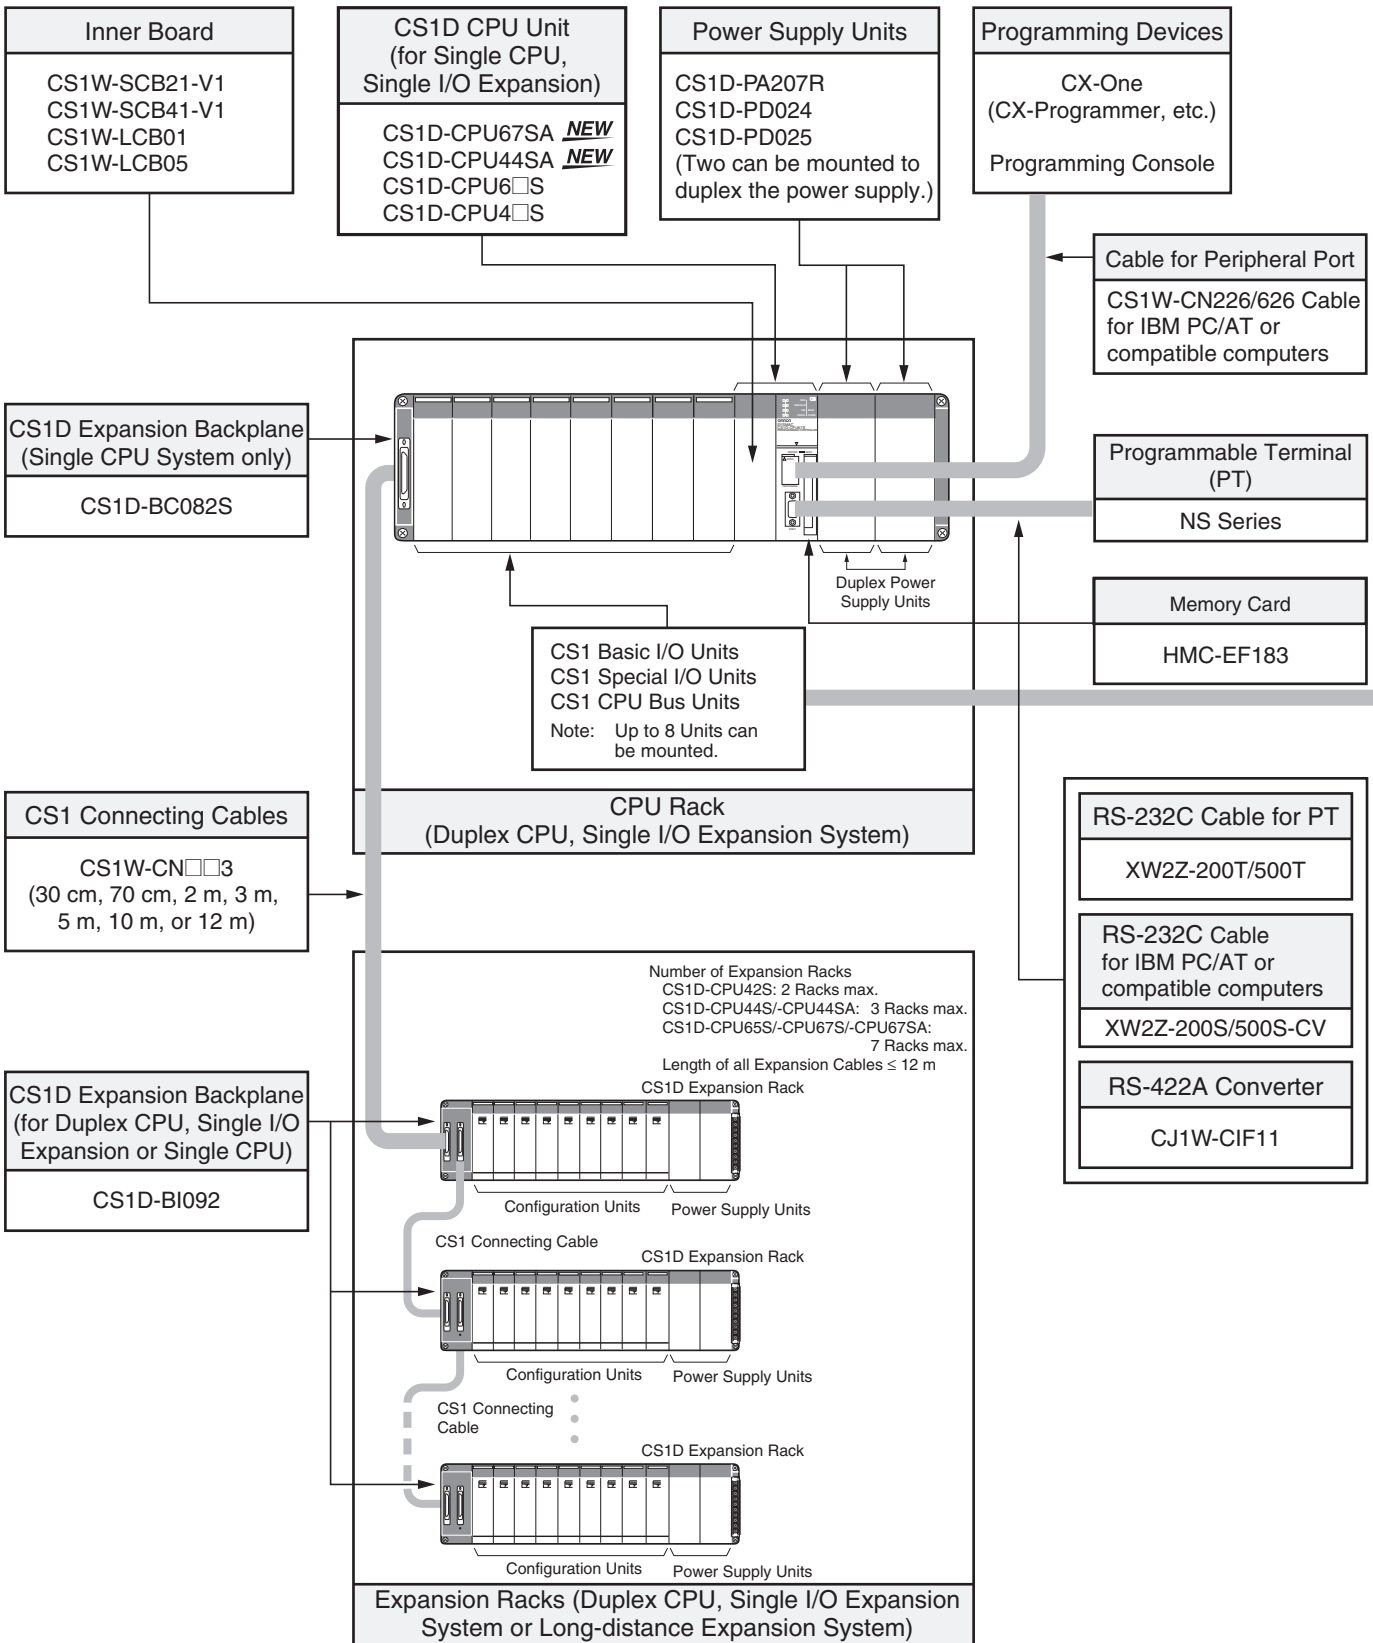 Inner Board
CS1W-SCB21-V1
CS1W-SCB41-V1
CS1W-LCB01
CS1W-LCB05
CS1D CPU Unit
(for Single CPU,
Single I/O Expansion)
CS1D-CPU67SA NEW
CS1D-CPU44SA NEW
CS1D-CPU6□S
CS1D-CPU4□S
Power Supply Units
CS1D-PA207R
CS1D-PD024
CS1D-PD025
(Two can be mounted to
duplex the power supply.)
Programming Devices
CX-One
(CX-Programmer, etc.)
Programming Console
Cable for Peripheral Port
CS1W-CN226/626 Cable
for IBM PC/AT or
compatible computers
CS1D Expansion Backplane
(Single CPU System only)
CS1D-BC082S
Programmable Terminal
(PT)
NS Series
Duplex Power
Supply Units
Memory Card
HMC-EF183
CS1 Basic I/O Units
CS1 Special I/O Units
CS1 CPU Bus Units
Note: Up to 8 Units can
be mounted.
CPU Rack
(Duplex CPU, Single I/O Expansion System)
CS1 Connecting Cables
CS1W-CN□□3
(30 cm, 70 cm, 2 m, 3 m,
5 m, 10 m, or 12 m)
RS-232C Cable for PT
XW2Z-200T/500T
RS-232C Cable
for IBM PC/AT or
compatible computers
XW2Z-200S/500S-CV
RS-422A Converter
CJ1W-CIF11
Number of Expansion Racks
CS1D-CPU42S: 2 Racks max.
CS1D-CPU44S/-CPU44SA: 3 Racks max.
CS1D-CPU65S/-CPU67S/-CPU67SA:
7 Racks max.
Length of all Expansion Cables ≤ 12 m
CS1D Expansion Backplane
(for Duplex CPU, Single I/O
Expansion or Single CPU)
CS1D-BI092
CS1D Expansion Rack
Configuration Units
Power Supply Units
CS1 Connecting Cable
CS1D Expansion Rack
Configuration Units
Power Supply Units
CS1 Connecting
Cable
CS1D Expansion Rack
Configuration Units
Power Supply Units
Expansion Racks (Duplex CPU, Single I/O Expansion
System or Long-distance Expansion System)